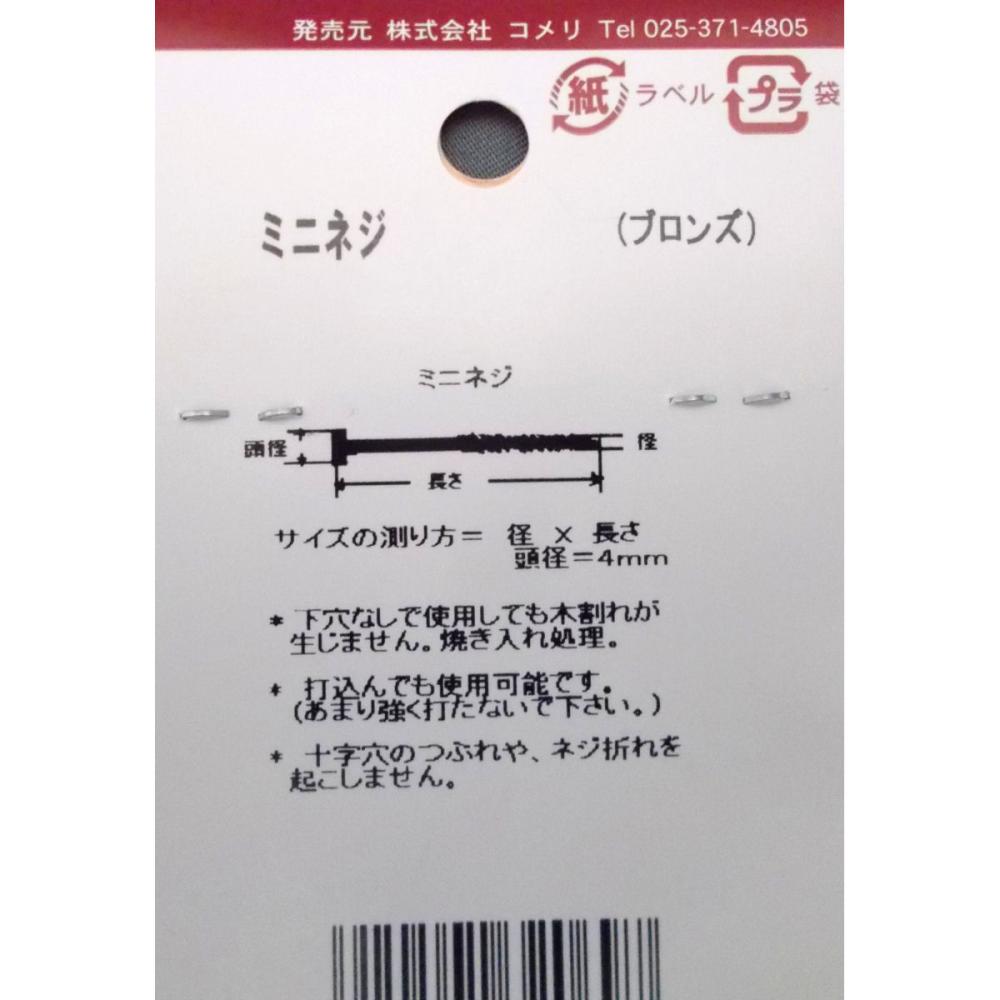 発売元 株式会社 コメリ Tel 025-371-4805
紙 ラベル プラ 袋
ミニネジ (ブロンズ)
ミニネジ
頭径 径
長さ
サイズの測り方＝ 径 × 長さ
頭径＝4mm
* 下穴なしで使用しても木割れが
生じません。焼き入れ処理。
* 打込んでも使用可能です。
(あまり強く打たないで下さい。)
* 十字穴のつぶれや、ネジ折れを
起こしません。